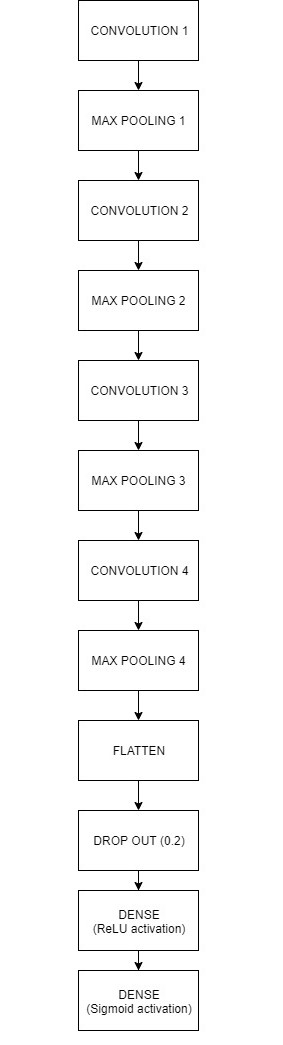 CONVOLUTION 1
MAX POOLING 1
CONVOLUTION 2
MAX POOLING 2
CONVOLUTION 3
MAX POOLING 3
CONVOLUTION 4
MAX POOLING 4
FLATTEN
DROP OUT (0.2)
DENSE
(ReLU activation)
DENSE
(Sigmoid activation)